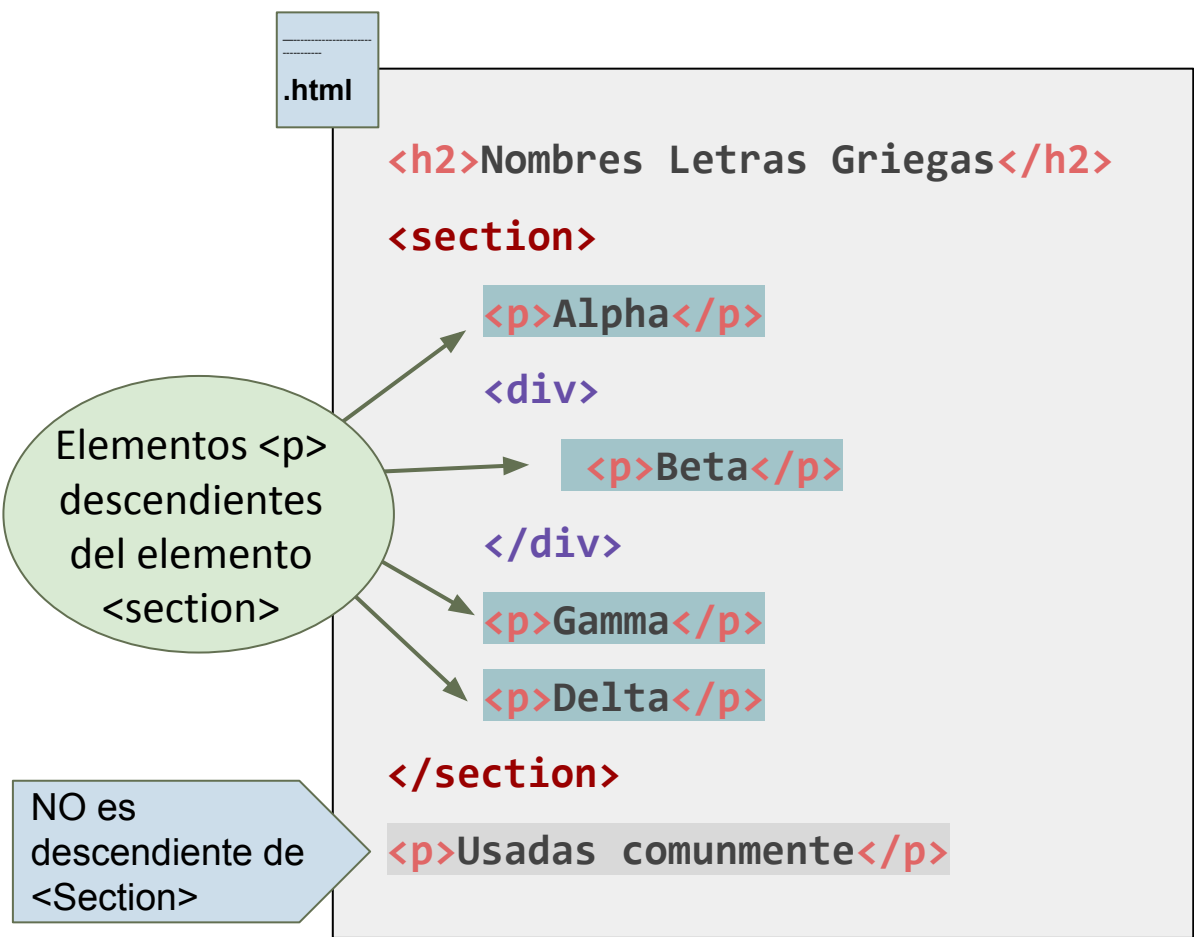 .html
<h2>Nombres Letras Griegas</h2>
<section>
<p>Alpha</p>
<div>
<p>Beta</p>
</div>
<p>Gamma</p>
<p>Delta</p>
</section>
<p>Usadas comunmente</p>
Elementos <p>
descendientes
del elemento
<section>
NO es
descendiente de
<Section>